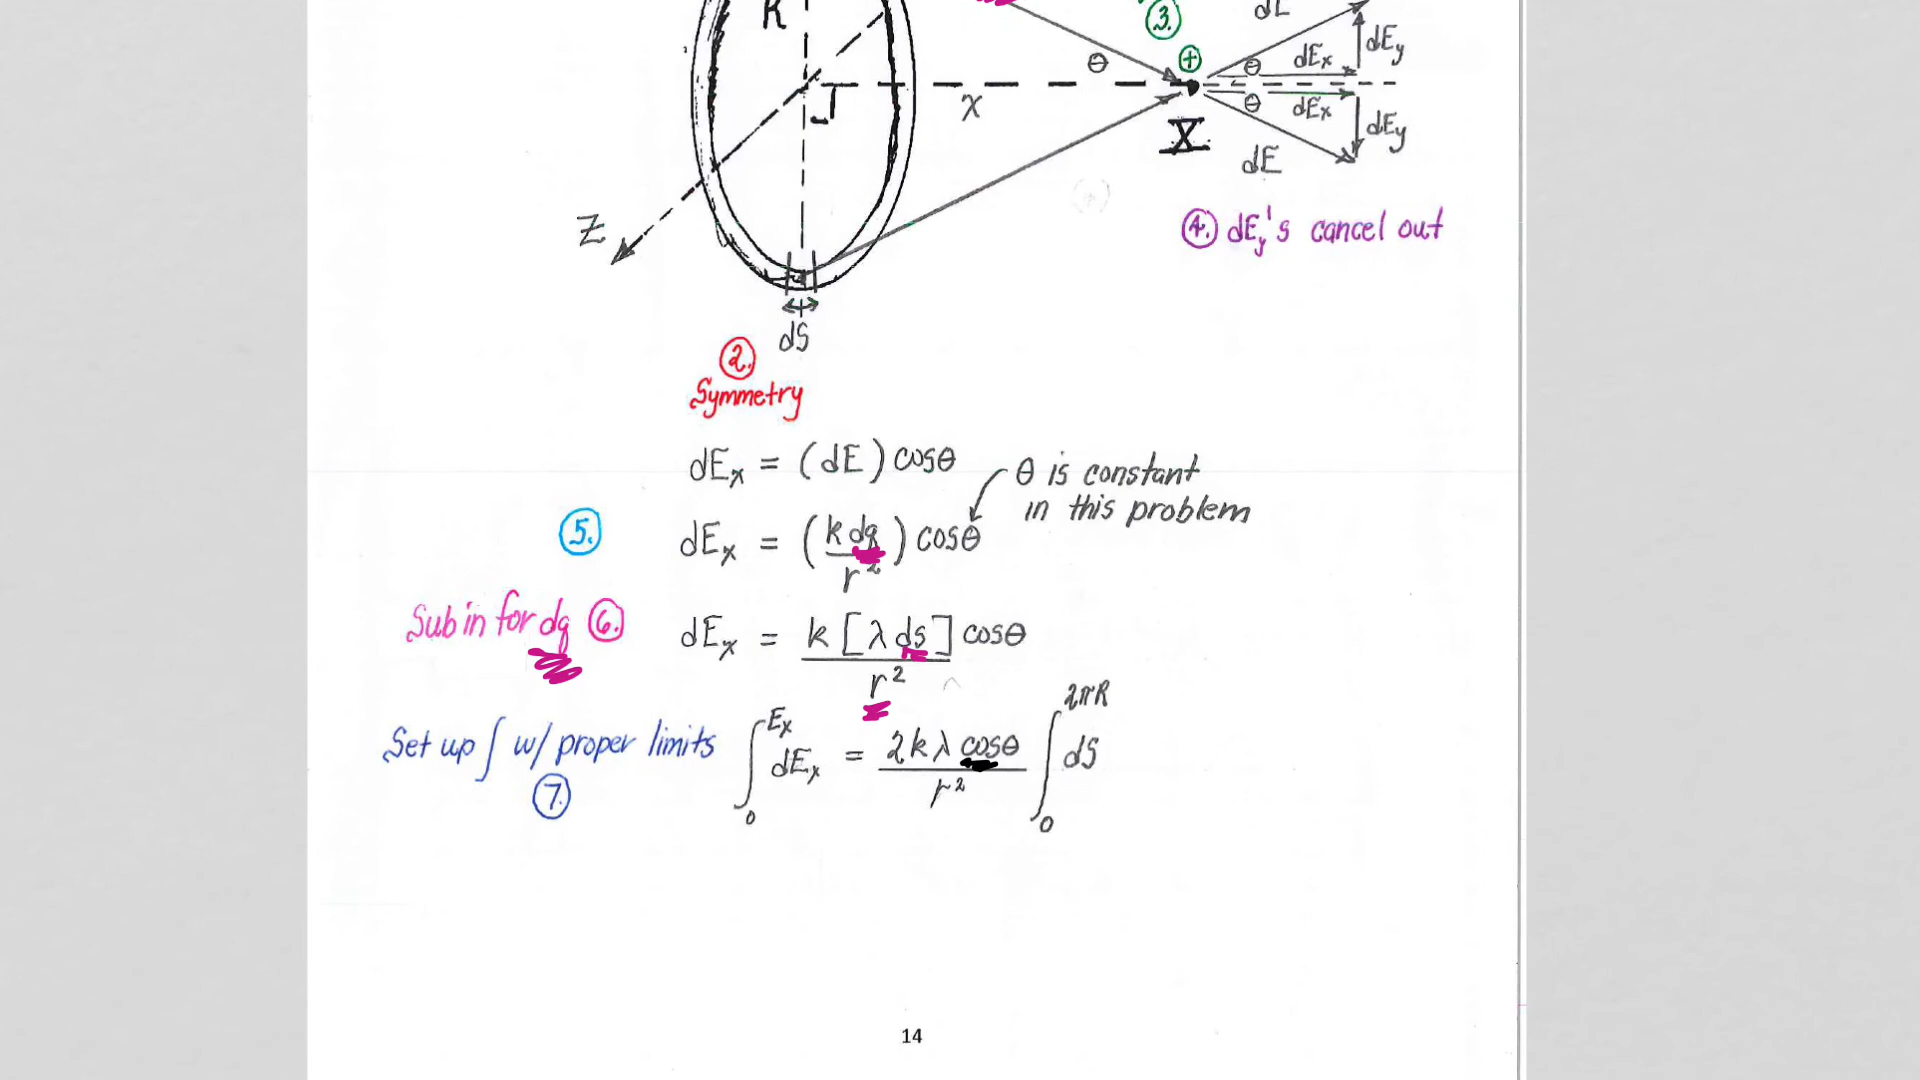 R
3.
dE
dEy
dEx
θ
+
θ
x
θ
dEx
dEy
X
dE
Z
4. dEy's cancel out
dS
2.
Symmetry
dEx = (dE) cosθ
θ is constant
in this problem
5.
dEx = (k dq / r²) cosθ
Sub in for dq 6.
dEx = k [λ ds] cosθ / r²
Set up ∫ w/ proper limits
7.
∫₀^Ex dEx = 2kλ cosθ / r² ∫₀^2πR dS
14